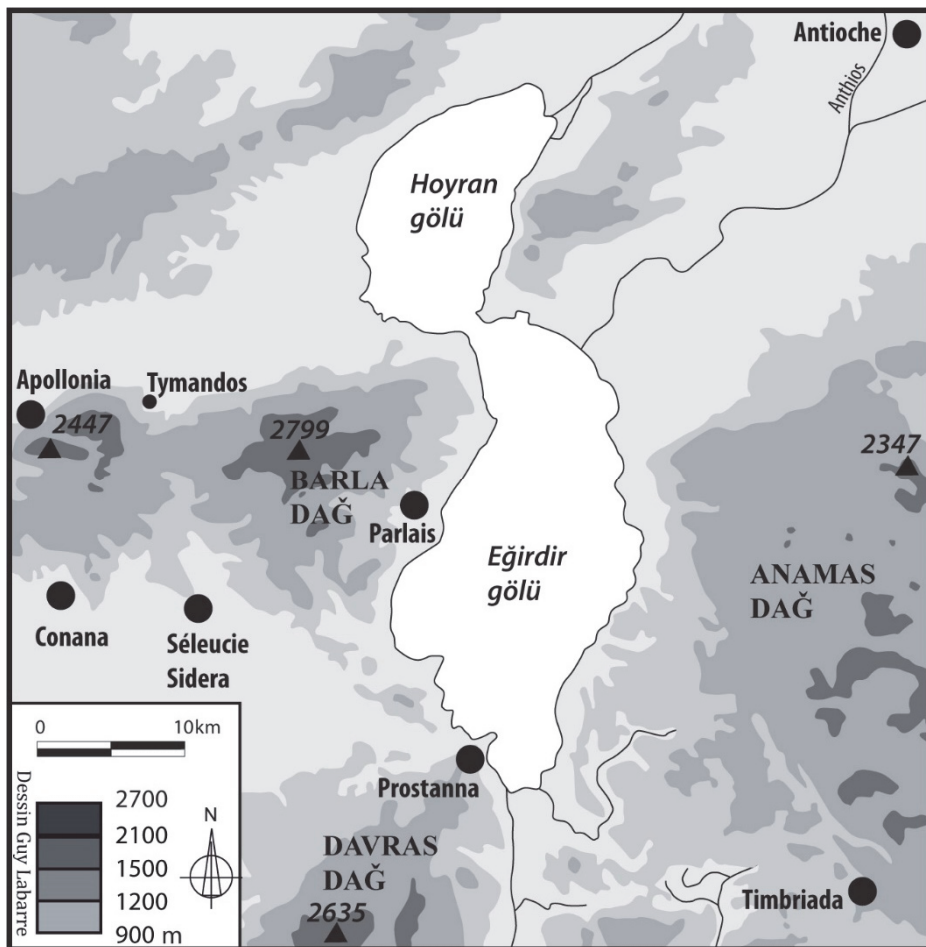 Antioche
Anthios
Hoyran
gölü
Apollonia
Tymandos
2447
2799
2347
BARLA
DAĞ
Parlais
Eğirdir
gölü
ANAMAS
DAĞ
Conana
Séleucie
Sidera
0 10km
Prostanna
Dessin Guy Labarre
2700
2100
1500
1200
900 m
N
DAVRAS
DAĞ
2635
Timbriada